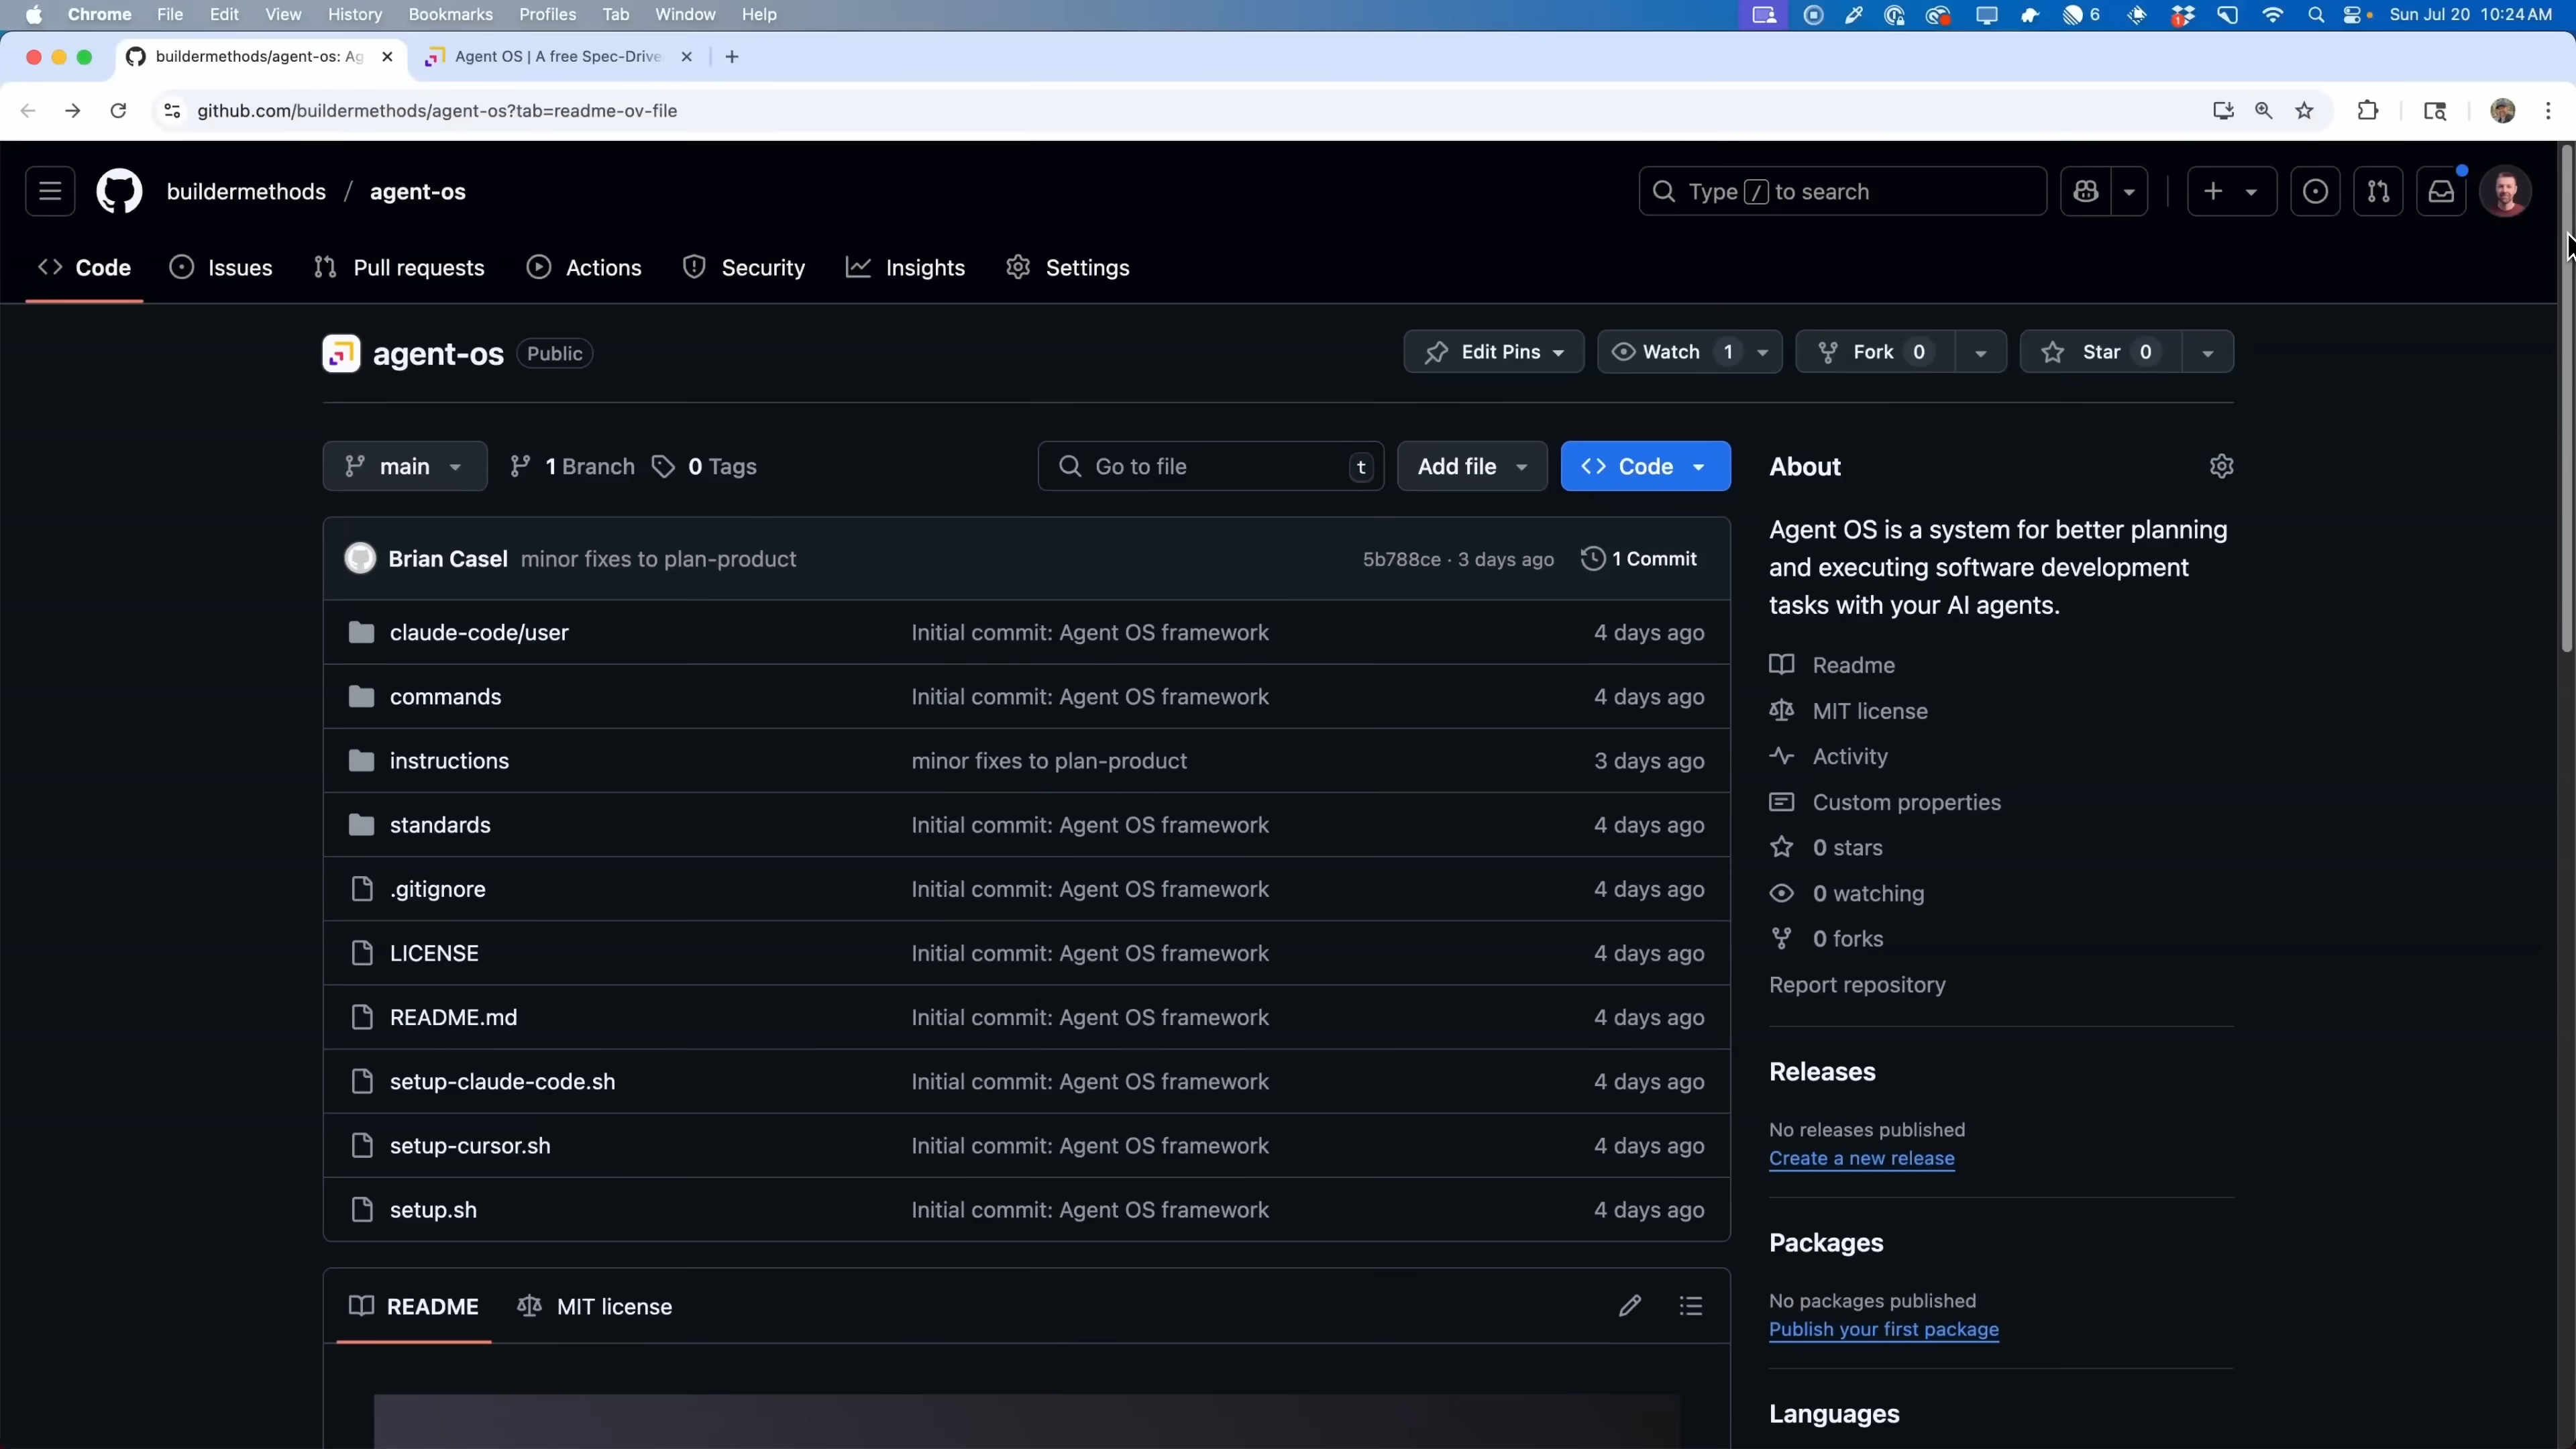 Chrome File Edit View History Bookmarks Profiles Tab Window Help 6 1 Sun Jul 20 10:24 AM
buildermethods/agent-os: Ag Agent OS | A free Spec-Drive
github.com/buildermethods/agent-os?tab=readme-ov-file
buildermethods / agent-os Type / to search
Code Issues Pull requests Actions Security Insights Settings
agent-os Public Edit Pins Watch 1 Fork 0 Star 0
main 1 Branch 0 Tags Go to file t Add file Code
Brian Casel minor fixes to plan-product 5b788ce · 3 days ago 1 Commit
claude-code/user Initial commit: Agent OS framework 4 days ago
commands Initial commit: Agent OS framework 4 days ago
instructions minor fixes to plan-product 3 days ago
standards Initial commit: Agent OS framework 4 days ago
.gitignore Initial commit: Agent OS framework 4 days ago
LICENSE Initial commit: Agent OS framework 4 days ago
README.md Initial commit: Agent OS framework 4 days ago
setup-claude-code.sh Initial commit: Agent OS framework 4 days ago
setup-cursor.sh Initial commit: Agent OS framework 4 days ago
setup.sh Initial commit: Agent OS framework 4 days ago
README MIT license
About
Agent OS is a system for better planning
and executing software development
tasks with your AI agents.
Readme
MIT license
Activity
Custom properties
0 stars
0 watching
0 forks
Report repository
Releases
No releases published
Create a new release
Packages
No packages published
Publish your first package
Languages